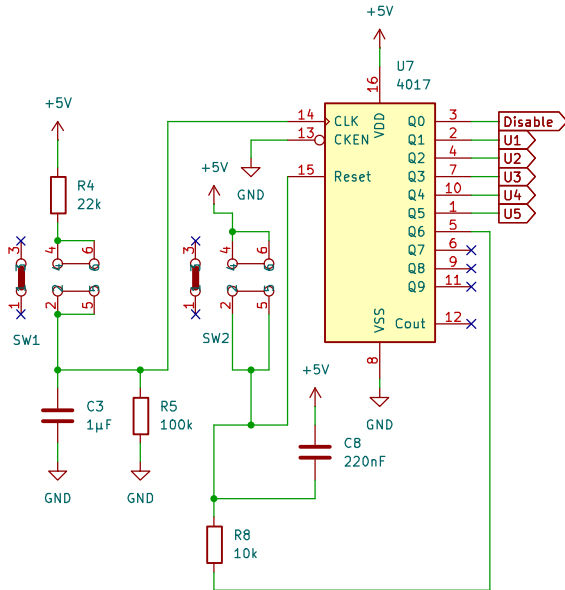 +5V
U7
4017
16
VDD
14
CLK
13
CKEN
15
Reset
Q0
3
Disable
Q1
2
U1
Q2
4
U2
Q3
7
U3
Q4
10
U4
Q5
1
U5
Q6
5
Q7
6
Q8
9
Q9
11
Cout
12
VSS
8
GND
GND
+5V
R4
22k
+5V
3
4
6
1
2
5
SW1
3
4
6
1
2
5
SW2
C3
1µF
GND
R5
100k
GND
+5V
C8
220nF
R8
10k